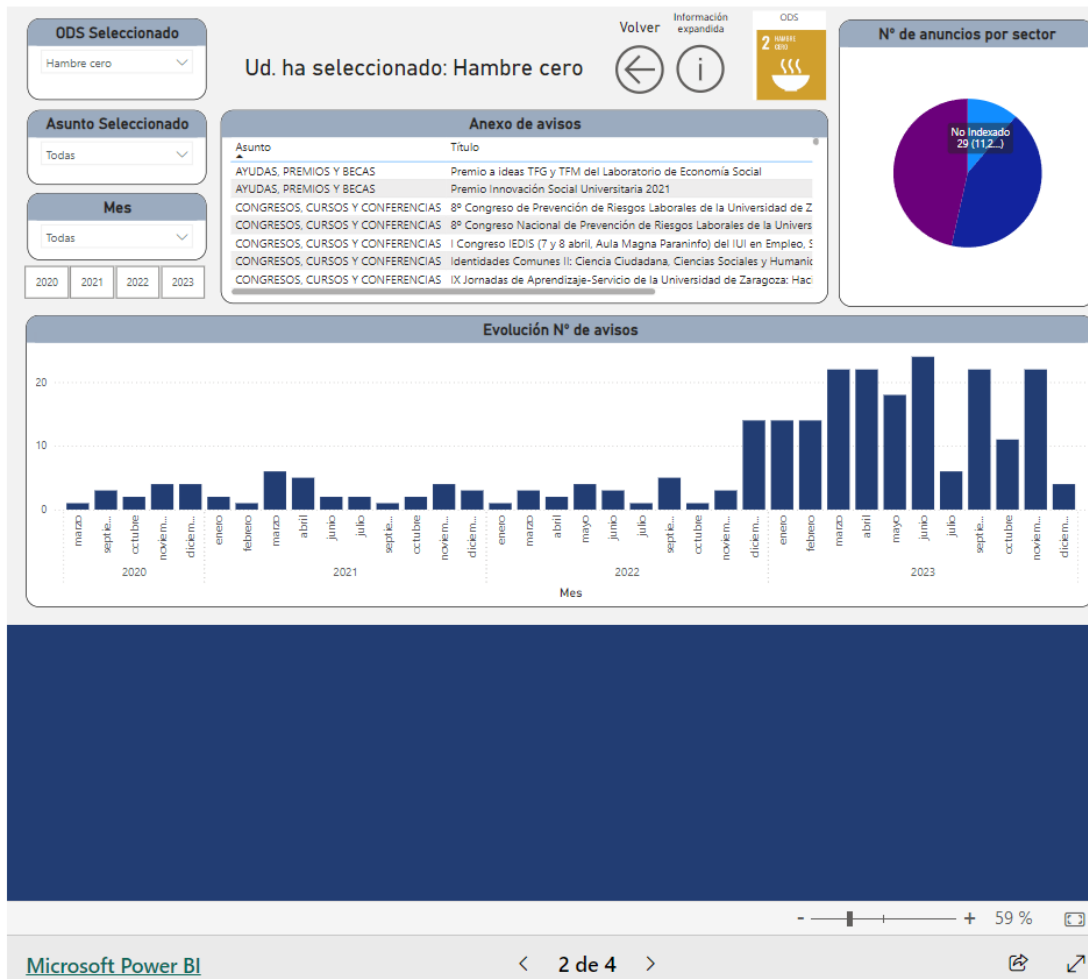 ODS Seleccionado
Hambre cero
Ud. ha seleccionado: Hambre cero
Volver
Información
expandida
ODS
2 HAMBRE
CERO
Nº de anuncios por sector
No Indexado
29 (11,2...)
Asunto Seleccionado
Todas
Mes
Todas
2020 2021 2022 2023
Anexo de avisos
Asunto Título
AYUDAS, PREMIOS Y BECAS Premio a ideas TFG y TFM del Laboratorio de Economía Social
AYUDAS, PREMIOS Y BECAS Premio Innovación Social Universitaria 2021
CONGRESOS, CURSOS Y CONFERENCIAS 8º Congreso de Prevención de Riesgos Laborales de la Universidad de Z
CONGRESOS, CURSOS Y CONFERENCIAS 8º Congreso Nacional de Prevención de Riesgos Laborales de la Univers
CONGRESOS, CURSOS Y CONFERENCIAS I Congreso IEDIS (7 y 8 abril, Aula Magna Paraninfo) del IUI en Empleo, S
CONGRESOS, CURSOS Y CONFERENCIAS Identidades Comunes II: Ciencia Ciudadana, Ciencias Sociales y Humanid
CONGRESOS, CURSOS Y CONFERENCIAS IX Jornadas de Aprendizaje-Servicio de la Universidad de Zaragoza: Haci
Evolución Nº de avisos
20
10
0
marzo septie... octubre noviem... diciem... enero febrero marzo abril junio julio septie... octubre noviem... diciem... enero marzo abril mayo junio julio septie... octubre noviem... diciem... enero febrero marzo abril mayo junio julio septie... octubre noviem... diciem...
2020 2021 2022 2023
Mes
- + 59 %
Microsoft Power BI
< 2 de 4 >